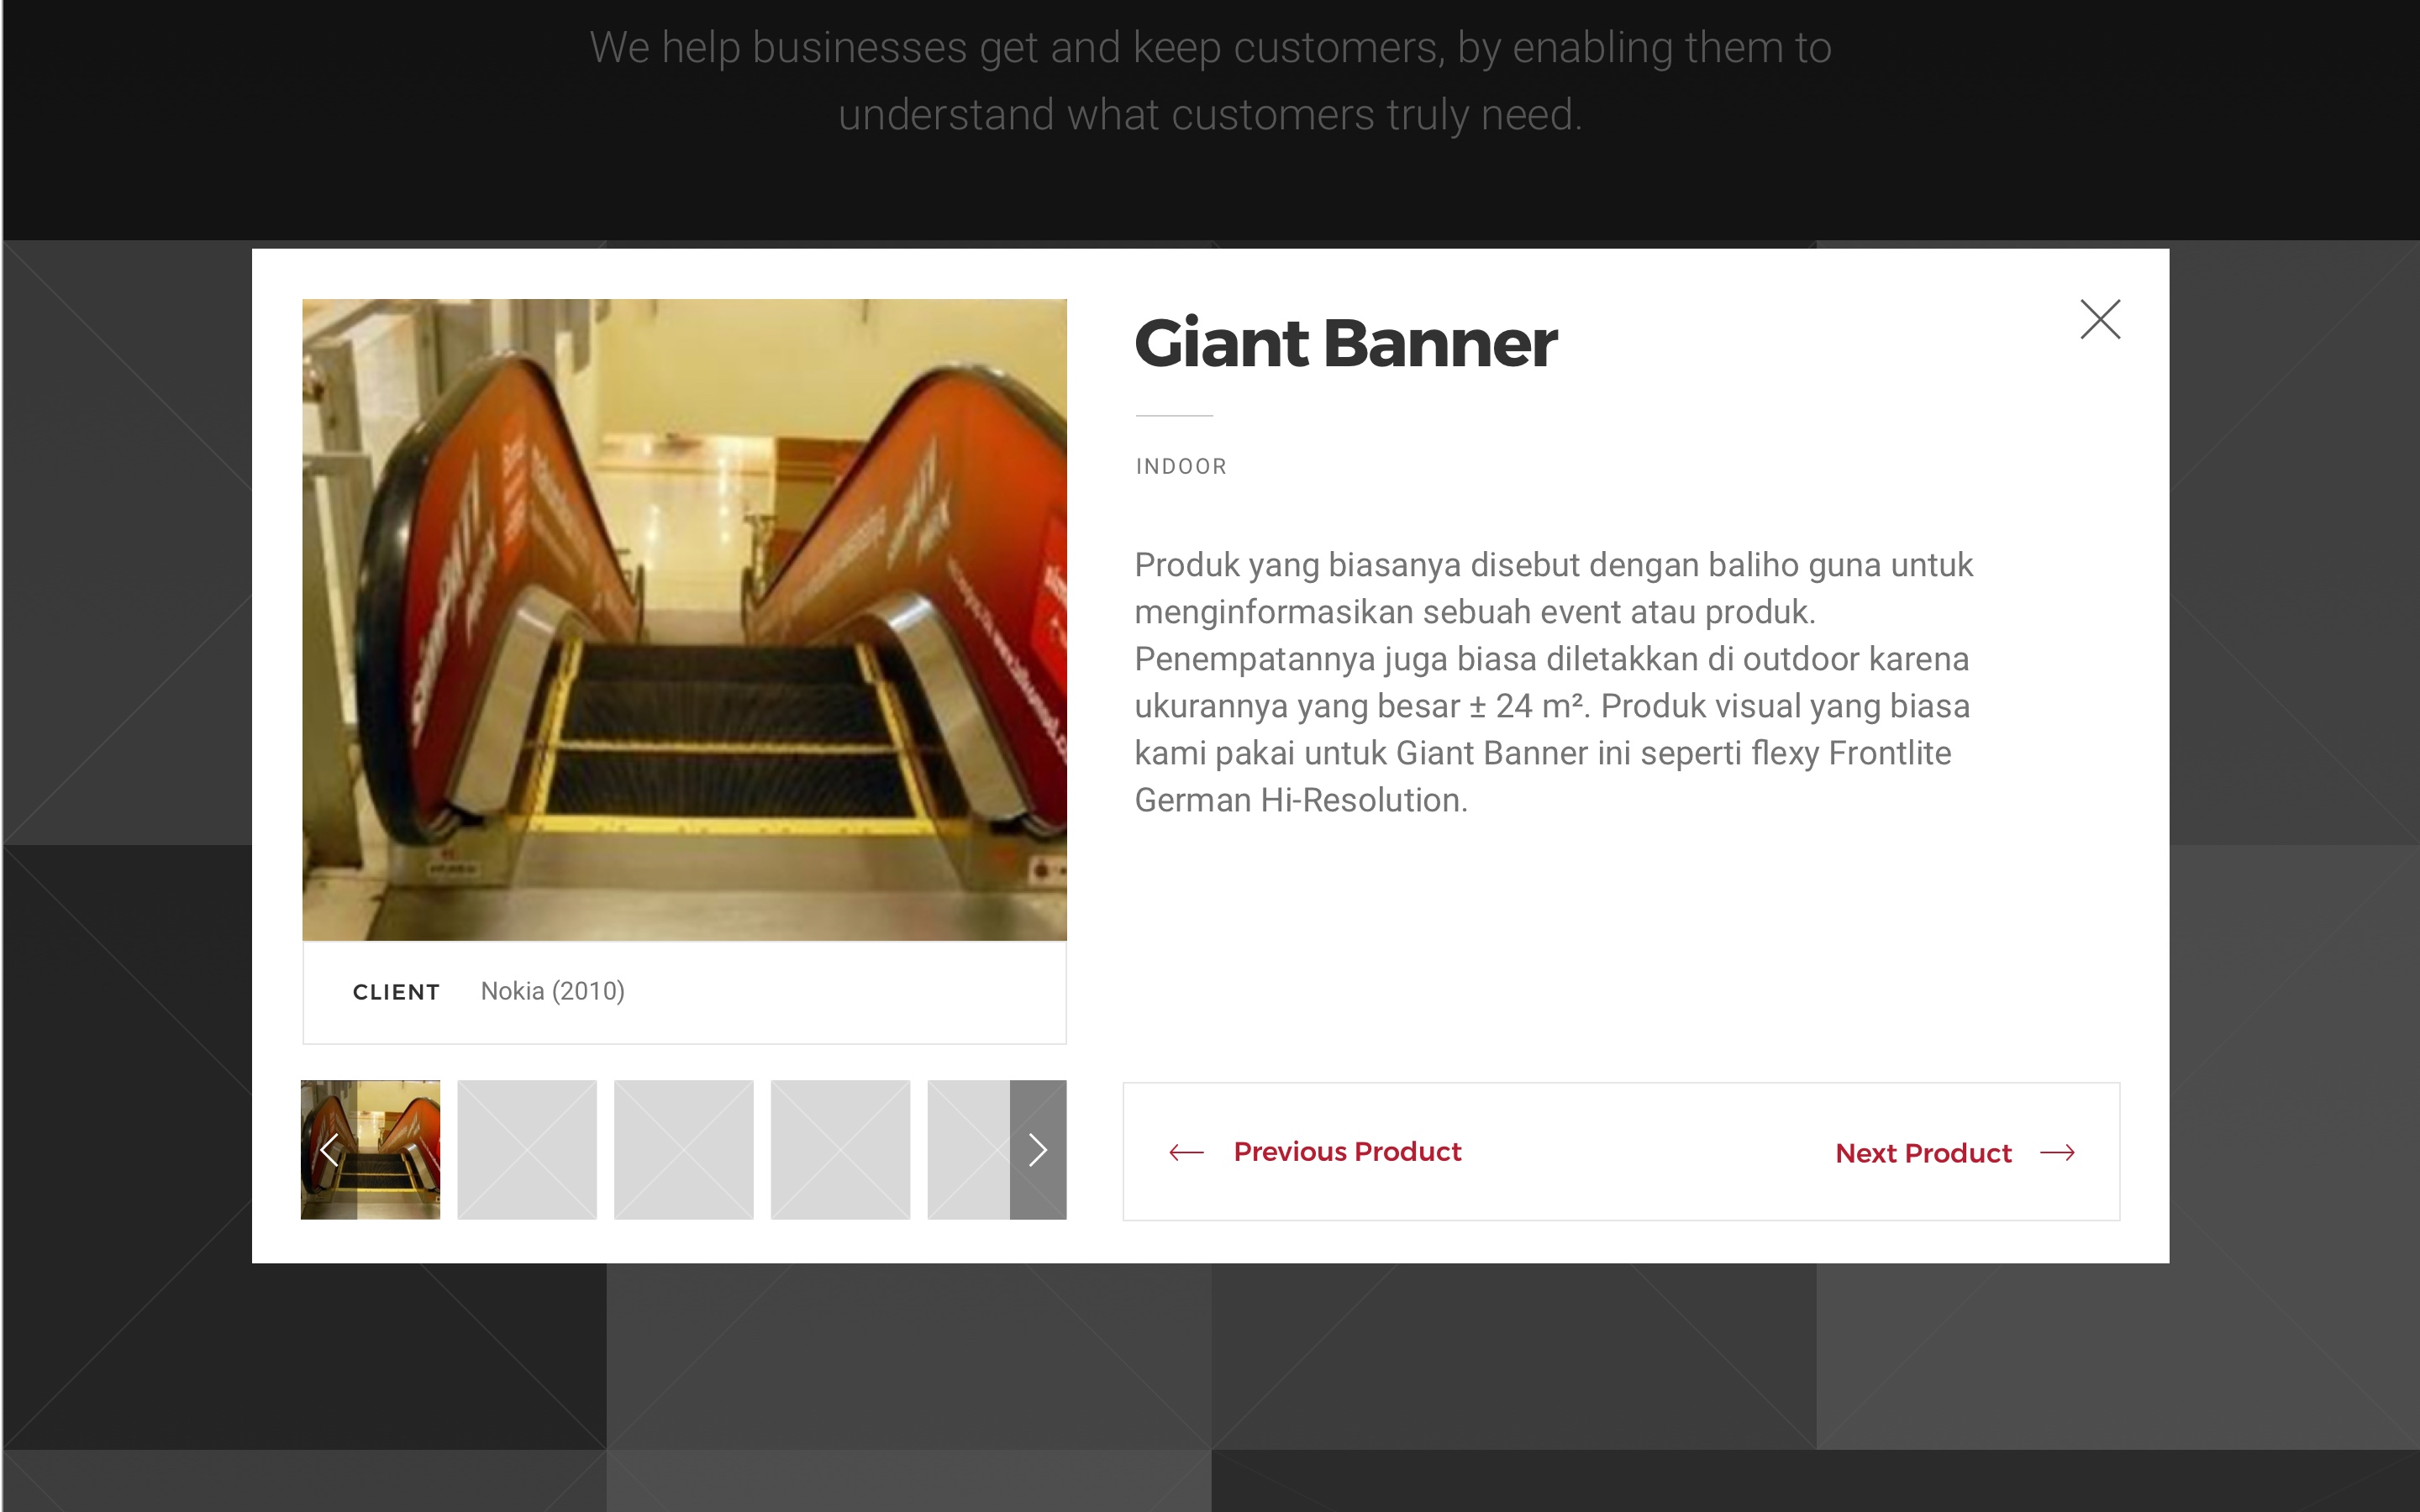 We help businesses get and keep customers, by enabling them to
understand what customers truly need.
Giant Banner
INDOOR
Produk yang biasanya disebut dengan baliho guna untuk
menginformasikan sebuah event atau produk.
Penempatannya juga biasa diletakkan di outdoor karena
ukurannya yang besar ± 24 m². Produk visual yang biasa
kami pakai untuk Giant Banner ini seperti flexy Frontlite
German Hi-Resolution.
CLIENT Nokia (2010)
Previous Product
Next Product